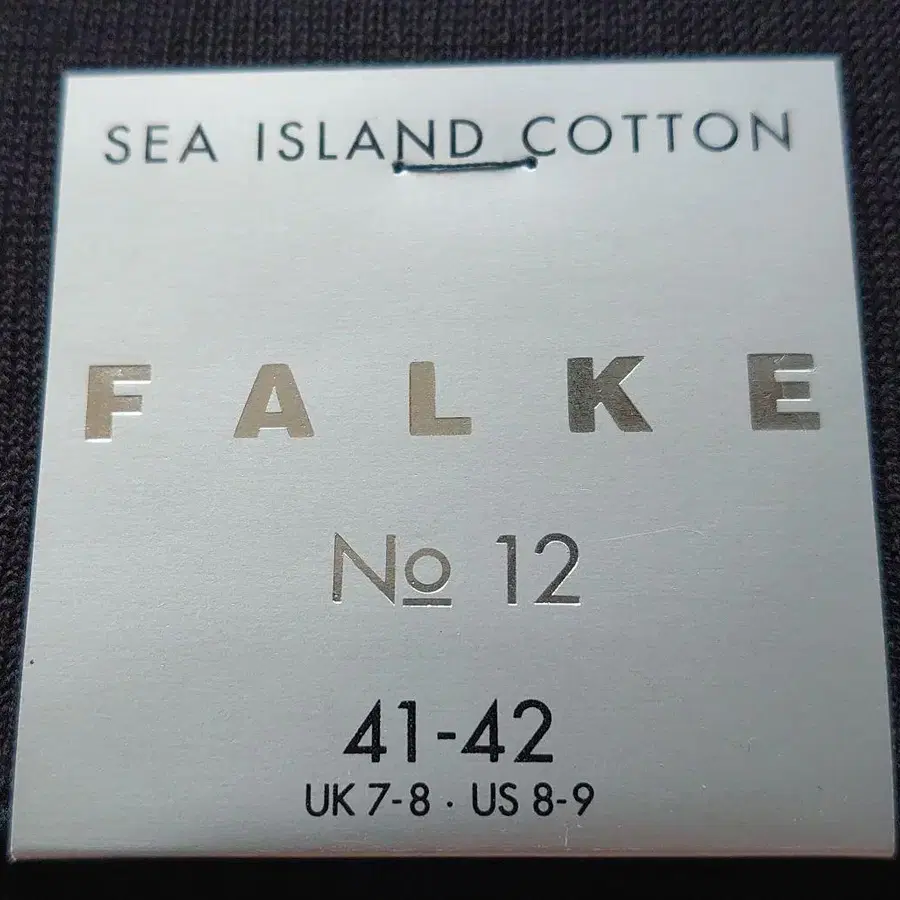 SEA ISLAND COTTON
FALKE
No 12
41-42
UK 7-8 · US 8-9